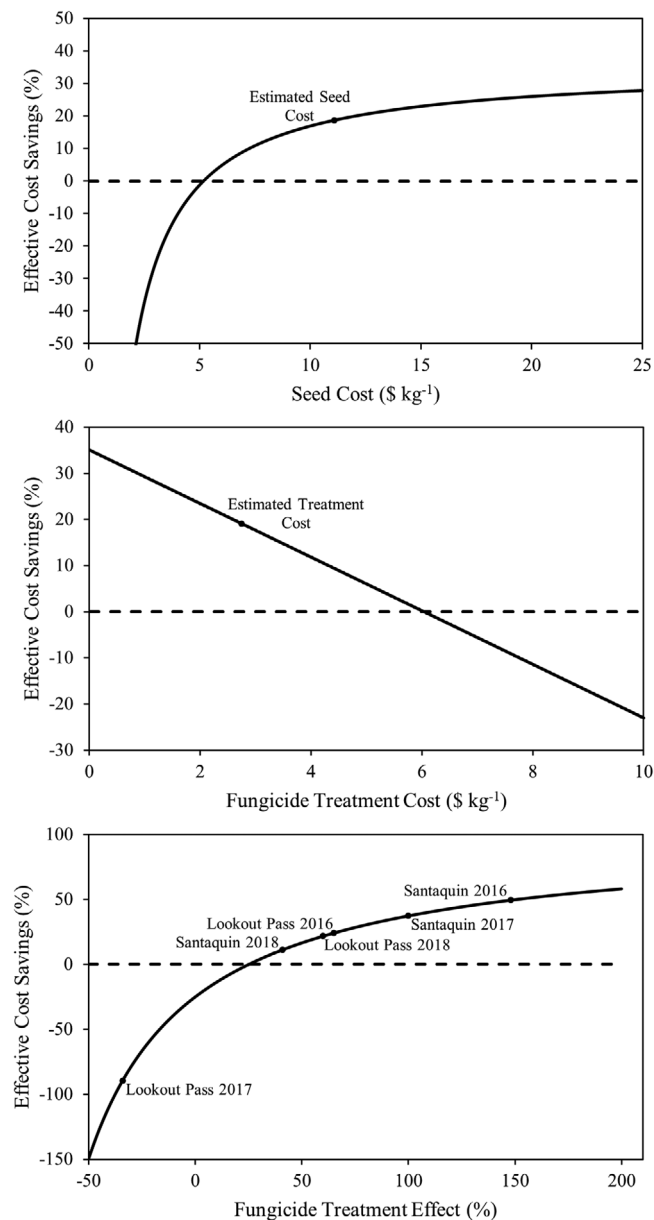 Effective Cost Savings (%)
50
40
30
20
10
0
-10
-20
-30
-40
-50
Estimated Seed
Cost
0 5 10 15 20 25
Seed Cost ($ kg-1)
Effective Cost Savings (%)
40
30
20
10
0
-10
-20
-30
Estimated Treatment
Cost
0 2 4 6 8 10
Fungicide Treatment Cost ($ kg-1)
Effective Cost Savings (%)
100
50
0
-50
-100
-150
Santaquin 2016
Lookout Pass 2016
Santaquin 2017
Santaquin 2018
Lookout Pass 2018
Lookout Pass 2017
-50 0 50 100 150 200
Fungicide Treatment Effect (%)